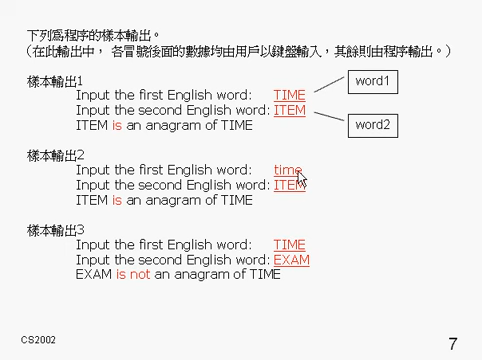 下列為程序的樣本輸出。
(在此輸出中， 各冒號後面的數據均由用戶以鍵盤輸入，其餘則由程序輸出。)
樣本輸出1
Input the first English word: TIME
word1
Input the second English word: ITEM
ITEM is an anagram of TIME
word2
樣本輸出2
Input the first English word: time
Input the second English word: ITEM
ITEM is an anagram of TIME
樣本輸出3
Input the first English word: TIME
Input the second English word: EXAM
EXAM is not an anagram of TIME
CS2002
7